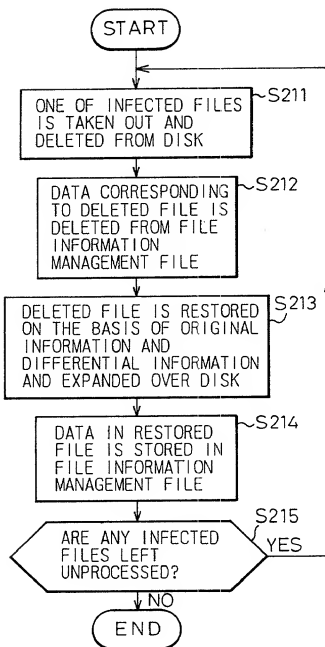 START
ONE OF INFECTED FILES
IS TAKEN OUT AND
DELETED FROM DISK
S211
DATA CORRESPONDING
TO DELETED FILE IS
DELETED FROM FILE
INFORMATION
MANAGEMENT FILE
S212
DELETED FILE IS RESTORED
ON THE BASIS OF ORIGINAL
INFORMATION AND
DIFFERENTIAL INFORMATION
AND EXPANDED OVER DISK
S213
DATA IN RESTORED
FILE IS STORED IN
FILE INFORMATION
MANAGEMENT FILE
S214
ARE ANY INFECTED
FILES LEFT
UNPROCESSED?
S215
YES
NO
END